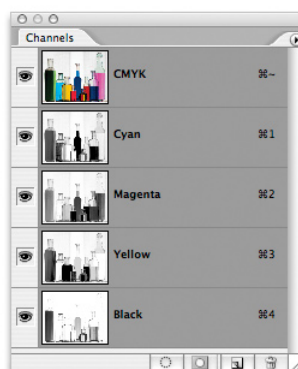 Channels
CMYK ⌘~
Cyan ⌘1
Magenta ⌘2
Yellow ⌘3
Black ⌘4